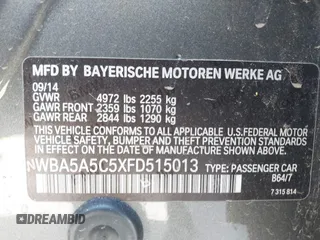 MFD BY BAYERISCHE MOTOREN WERKE AG
09/14
GVWR 4972 lbs 2255 kg
GAWR FRONT 2359 lbs 1070 kg
GAWR REAR 2844 lbs 1290 kg
THIS VEHICLE CONFORMS TO ALL APPLICABLE U.S.FEDERAL MOTOR
VEHICLE SAFETY, BUMPER AND THEFT PREVENTION STANDARDS
IN EFFECT ON THE DATE OF MANUFACTURE SHOWN ABOVE.
WBA5A5C5XFD515013
TYPE: PASSENGER CAR
B64/7
7 315 814
AUTOHELPERBOT.COM